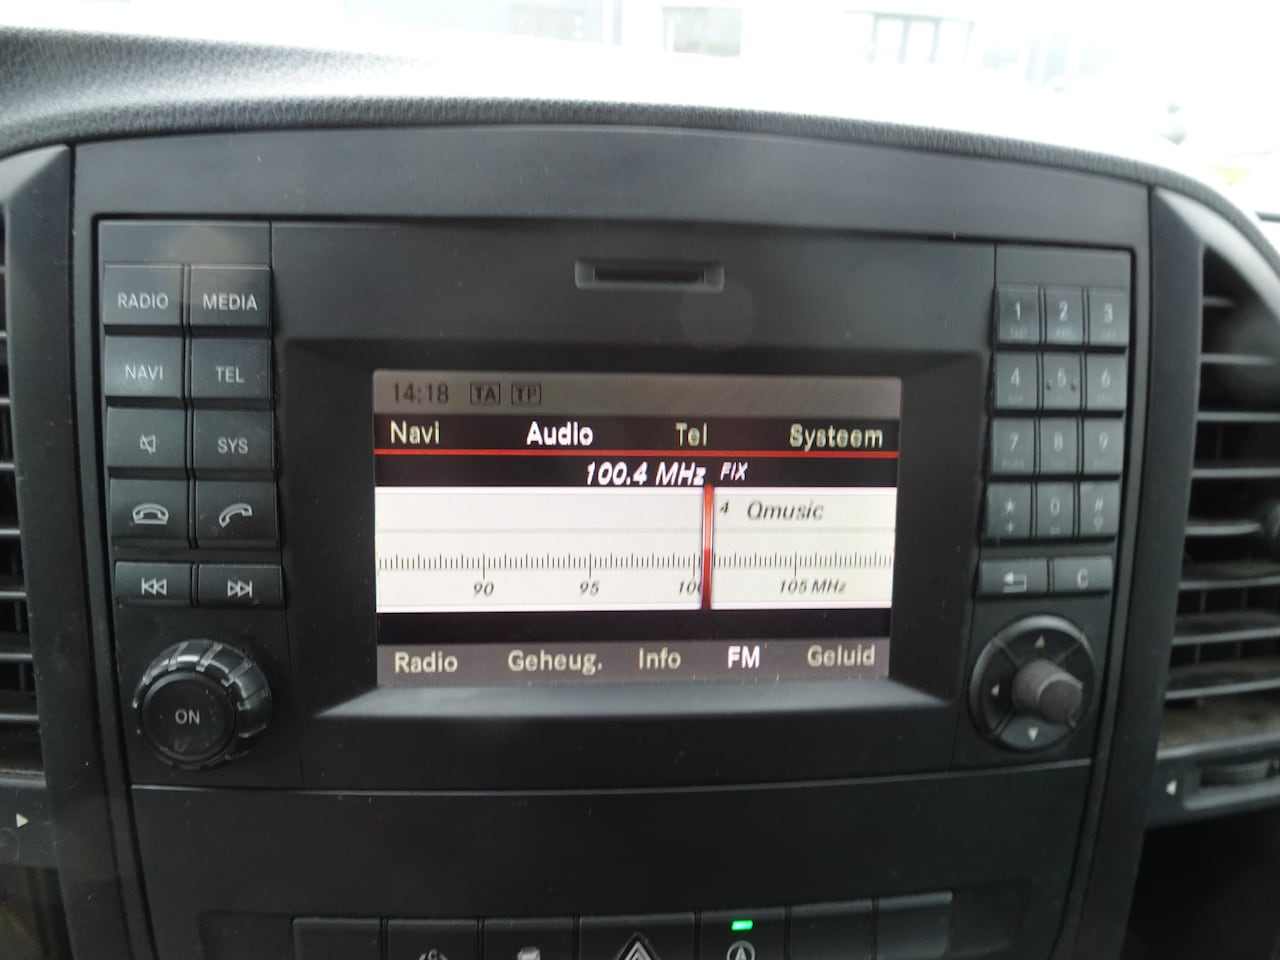 RADIO MEDIA
NAVI TEL
SYS
ON
14:18 TA TP
Navi Audio Tel Systeem
100.4 MHz FIX
4 Qmusic
90 95 100 105 MHz
Radio Geheug. Info FM Geluid
1 2 3
4 5 6
7 8 9
* 0 #
C